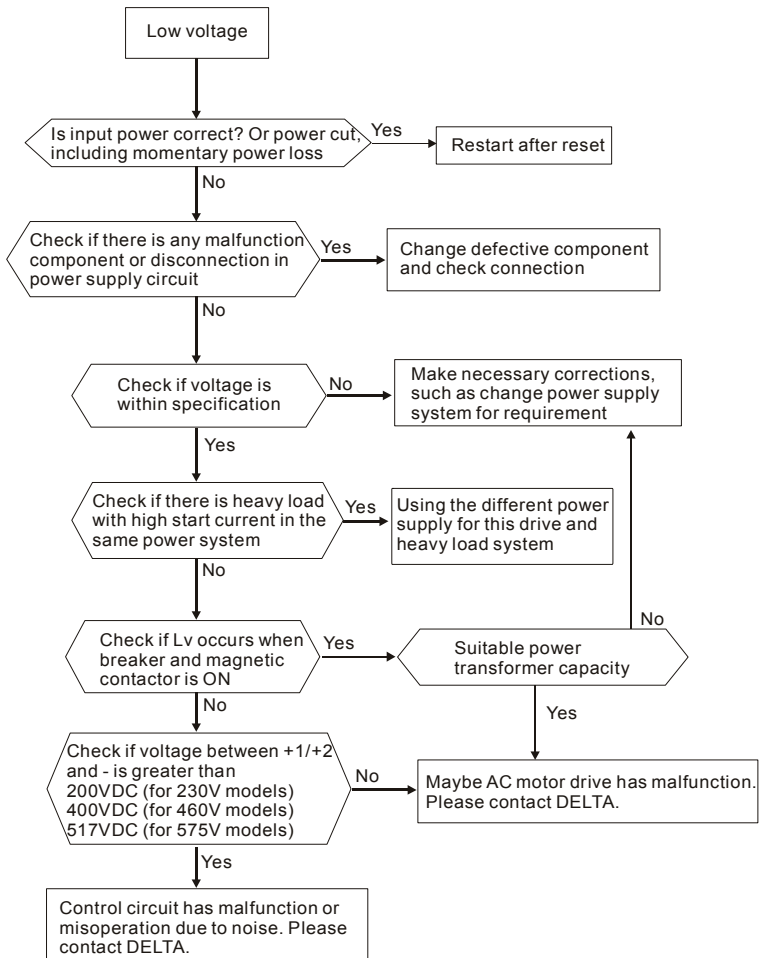 Low voltage
Is input power correct? Or power cut,
including momentary power loss
Yes
Restart after reset
No
Check if there is any malfunction
component or disconnection in
power supply circuit
Yes
Change defective component
and check connection
No
Check if voltage is
within specification
No
Make necessary corrections,
such as change power supply
system for requirement
Yes
Check if there is heavy load
with high start current in the
same power system
Yes
Using the different power
supply for this drive and
heavy load system
No
Check if Lv occurs when
breaker and magnetic
contactor is ON
Yes
Suitable power
transformer capacity
No
Yes
No
Check if voltage between +1/+2
and - is greater than
200VDC (for 230V models)
400VDC (for 460V models)
517VDC (for 575V models)
No
Maybe AC motor drive has malfunction.
Please contact DELTA.
Yes
Control circuit has malfunction or
misoperation due to noise. Please
contact DELTA.